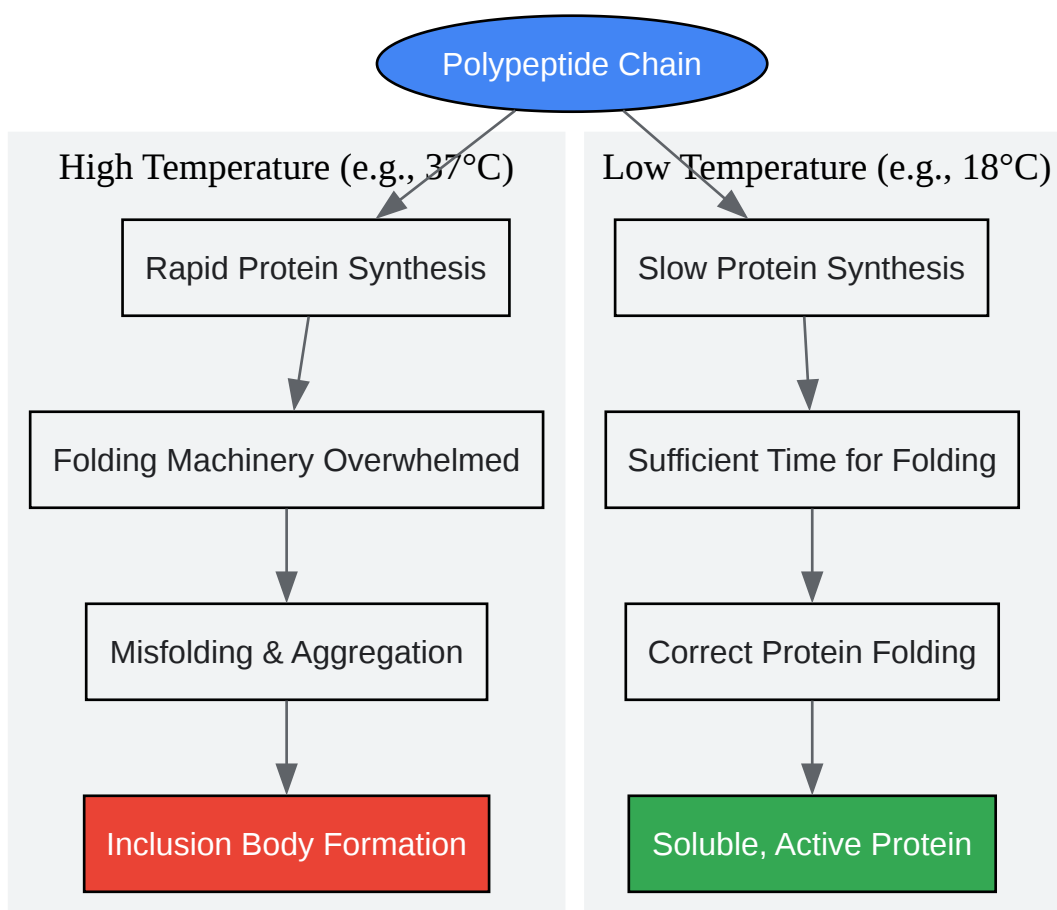 Polypeptide Chain
High Temperature (e.g., 37°C)
Rapid Protein Synthesis
Folding Machinery Overwhelmed
Misfolding & Aggregation
Inclusion Body Formation
Low Temperature (e.g., 18°C)
Slow Protein Synthesis
Sufficient Time for Folding
Correct Protein Folding
Soluble, Active Protein